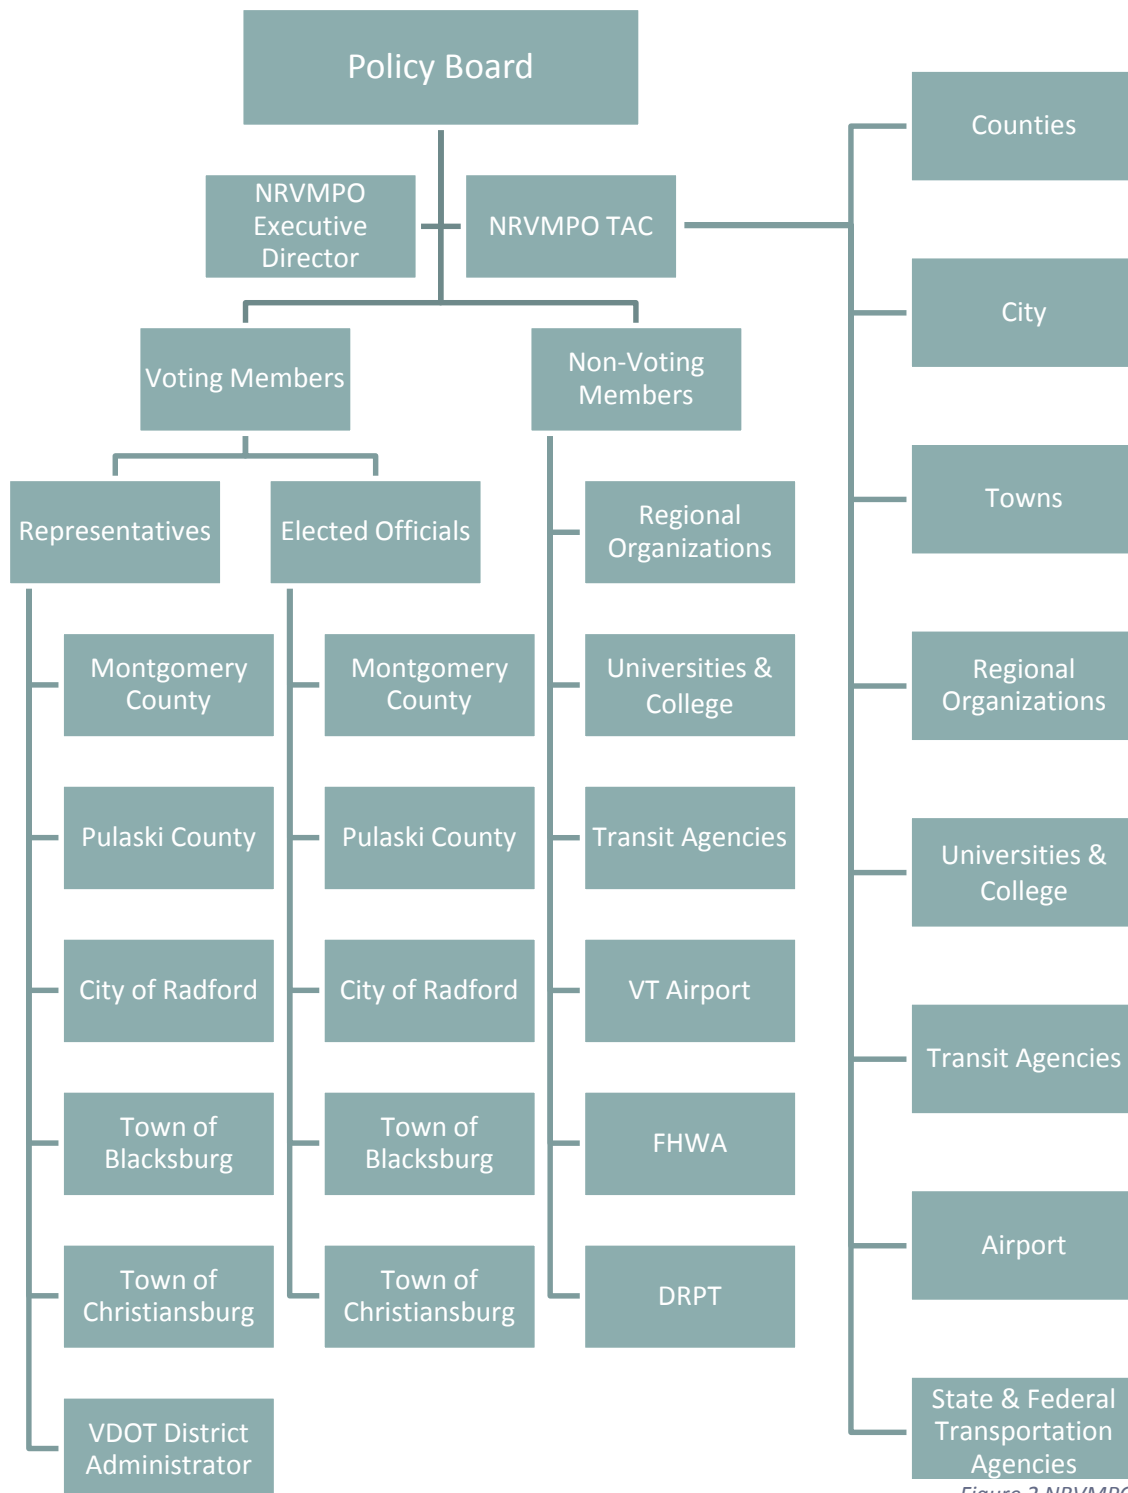 Policy Board
NRVMPO
Executive
Director
NRVMPO TAC
Voting Members
Non-Voting
Members
Representatives
Elected Officials
Montgomery
County
Pulaski County
City of Radford
Town of
Blacksburg
Town of
Christiansburg
VDOT District
Administrator
Montgomery
County
Pulaski County
City of Radford
Town of
Blacksburg
Town of
Christiansburg
Regional
Organizations
Universities &
College
Transit Agencies
VT Airport
FHWA
DRPT
Counties
City
Towns
Regional
Organizations
Universities &
College
Transit Agencies
Airport
State & Federal
Transportation
Agencies
Figure 2 NRVMPO